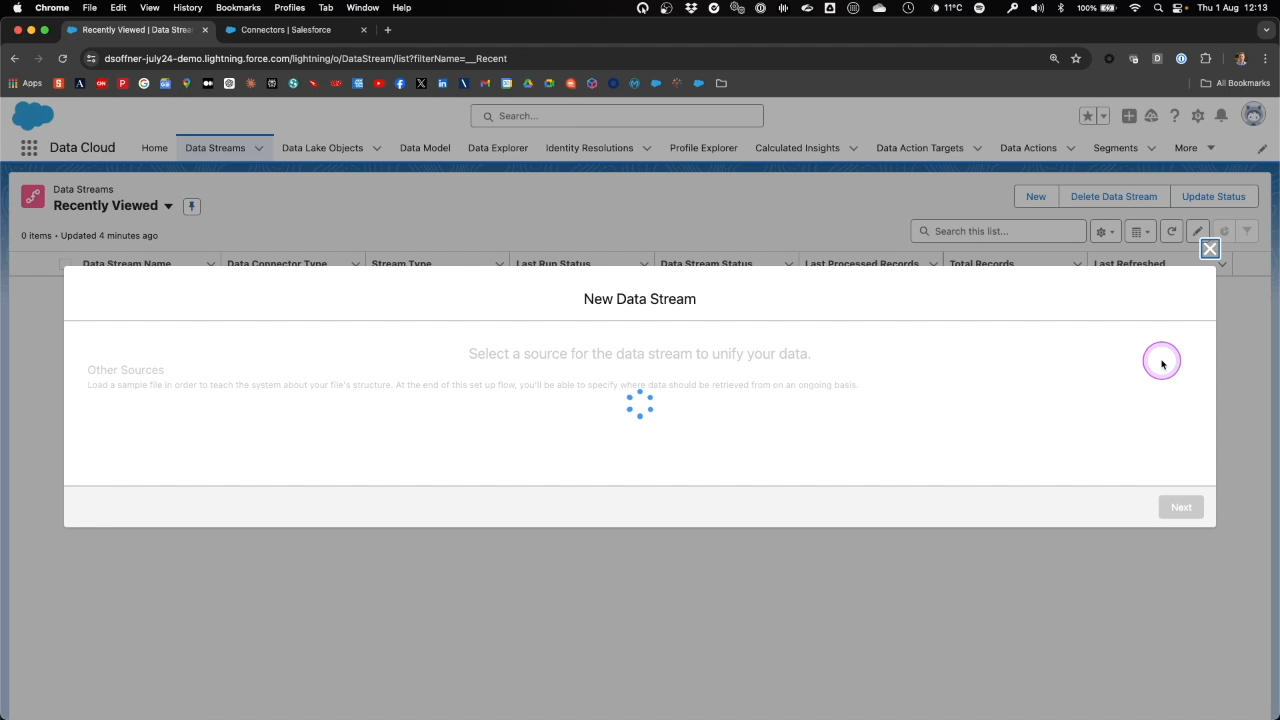 Chrome File Edit View History Bookmarks Profiles Tab Window Help 11°C 100% Thu 1 Aug 12:13
Recently Viewed | Data Strea Connectors | Salesforce
dsoffner-july24-demo.lightning.force.com/lightning/o/DataStream/list?filterName=__Recent
Apps All Bookmarks
Search...
Data Cloud Home Data Streams Data Lake Objects Data Model Data Explorer Identity Resolutions Profile Explorer Calculated Insights Data Action Targets Data Actions Segments More
Data Streams
Recently Viewed
New Delete Data Stream Update Status
0 items • Updated 4 minutes ago
Search this list...
Data Stream Name Data Connector Type Stream Type Last Run Status Data Stream Status Last Processed Records Total Records Last Refreshed
New Data Stream
Select a source for the data stream to unify your data.
Other Sources
Load a sample file in order to teach the system about your file's structure. At the end of this set up flow, you'll be able to specify where data should be retrieved from on an ongoing basis.
Next